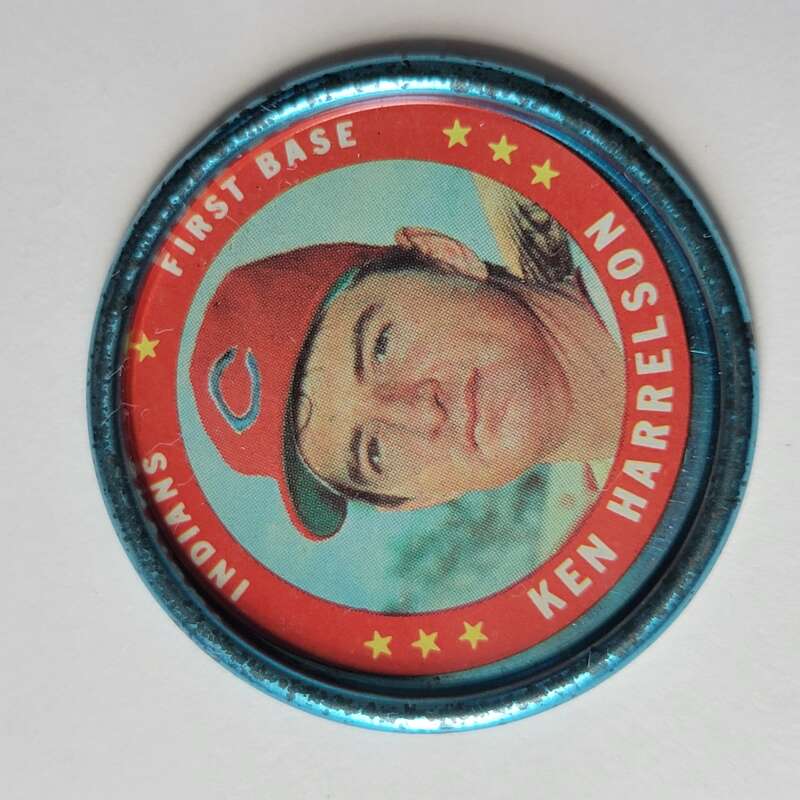 INDIANS
FIRST BASE
C
KEN HARRELSON